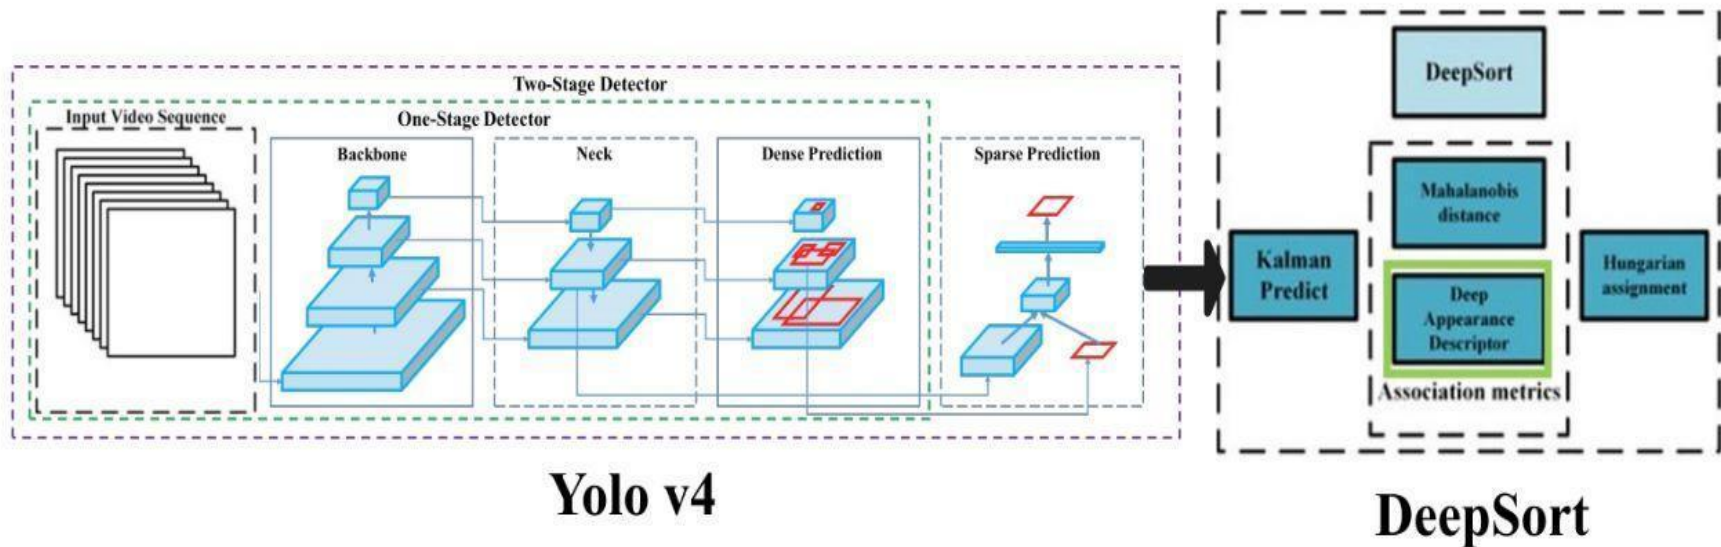 Two-Stage Detector
Input Video Sequence
One-Stage Detector
Backbone
Neck
Dense Prediction
Sparse Prediction
Yolo v4
DeepSort
Kalman
Predict
Mahalanobis
distance
Deep
Appearance
Descriptor
Association metrics
Hungarian
assignment
DeepSort